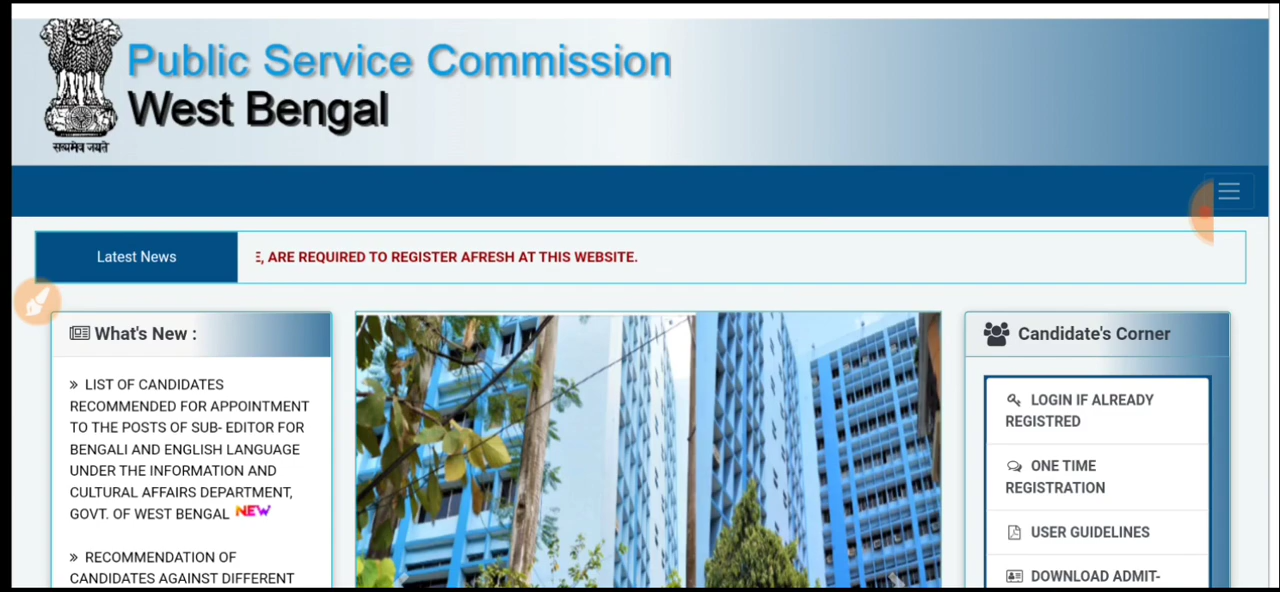 Public Service Commission
West Bengal
सत्यमेव जयते
Latest News
E, ARE REQUIRED TO REGISTER AFRESH AT THIS WEBSITE.
What's New :
» LIST OF CANDIDATES
RECOMMENDED FOR APPOINTMENT
TO THE POSTS OF SUB- EDITOR FOR
BENGALI AND ENGLISH LANGUAGE
UNDER THE INFORMATION AND
CULTURAL AFFAIRS DEPARTMENT,
GOVT. OF WEST BENGAL NEW
» RECOMMENDATION OF
CANDIDATES AGAINST DIFFERENT
Candidate's Corner
LOGIN IF ALREADY
REGISTRED
ONE TIME
REGISTRATION
USER GUIDELINES
DOWNLOAD ADMIT-